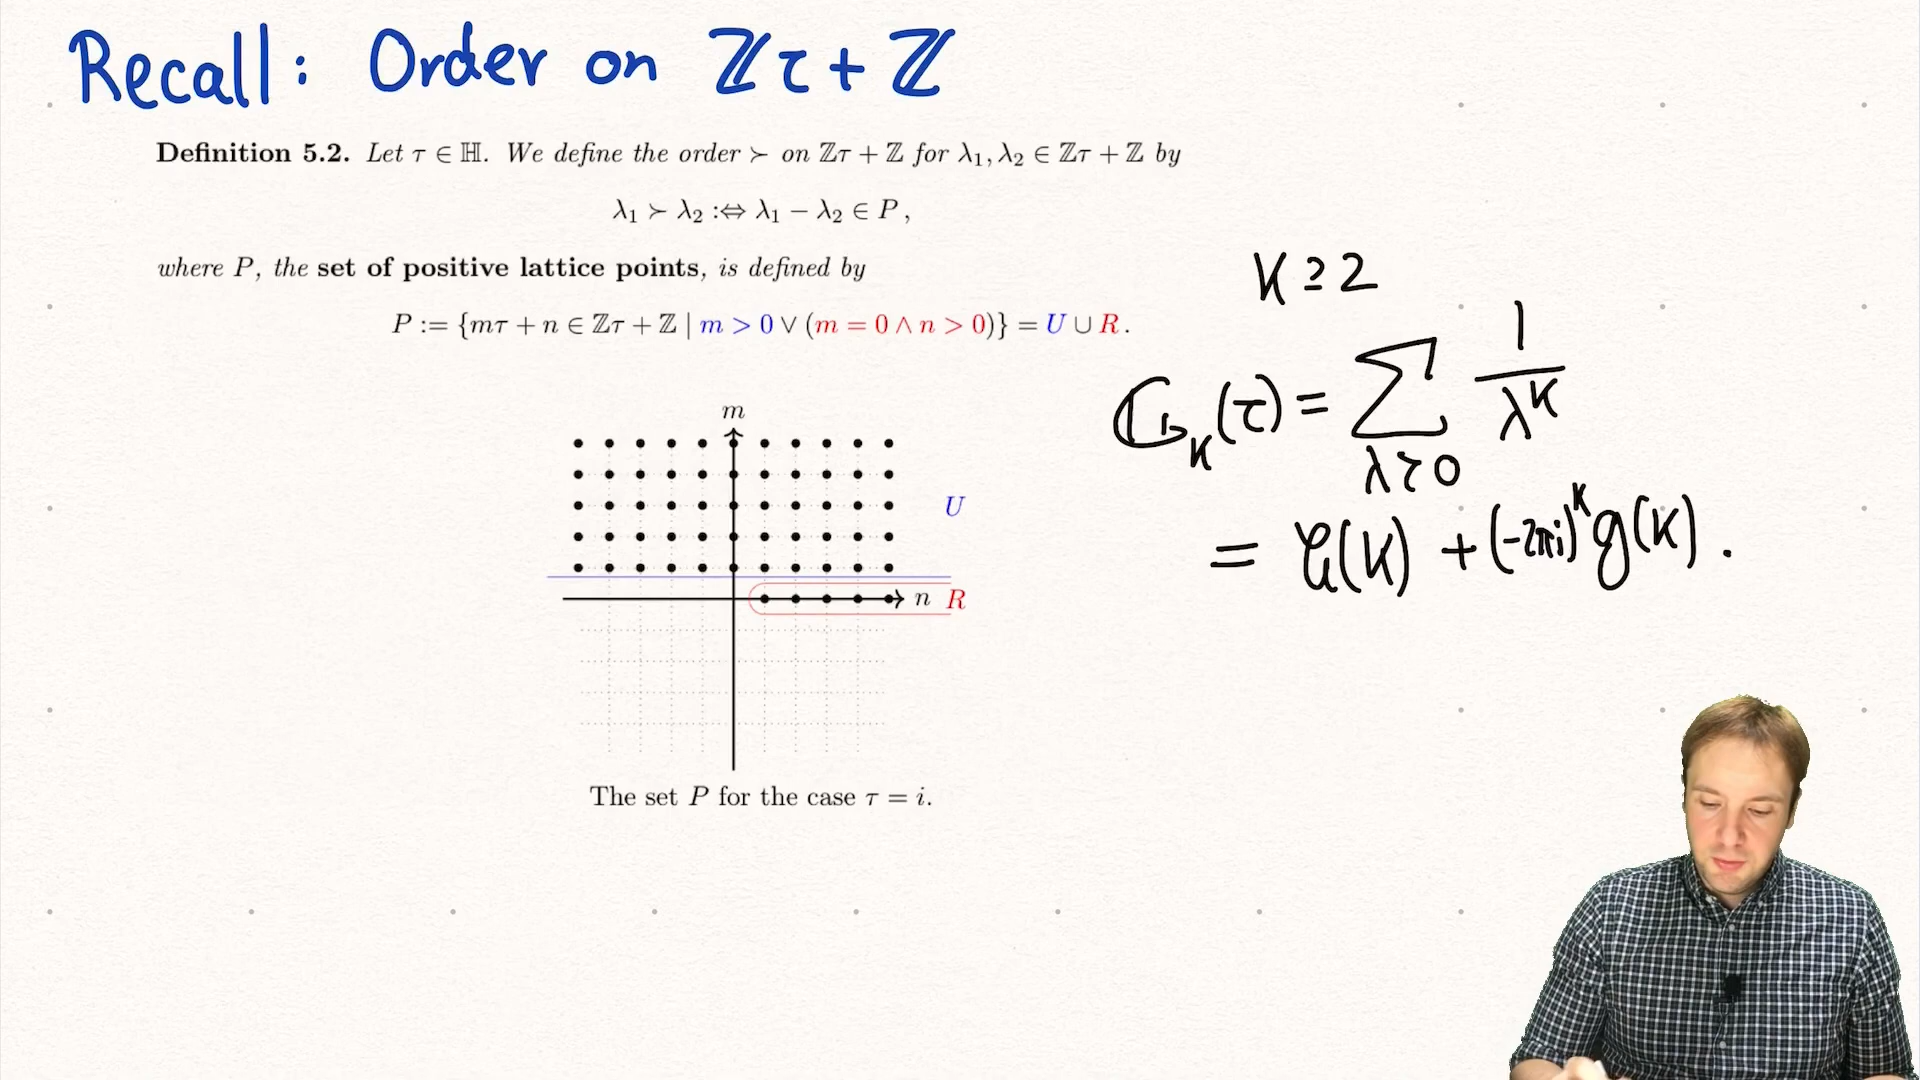 Recall: Order on ℤτ + ℤ
Definition 5.2. Let τ ∈ ℍ. We define the order ≻ on ℤτ + ℤ for λ₁, λ₂ ∈ ℤτ + ℤ by
λ₁ ≻ λ₂ :⇔ λ₁ − λ₂ ∈ P ,
where P, the set of positive lattice points, is defined by
P := {mτ + n ∈ ℤτ + ℤ | m > 0 ∨ (m = 0 ∧ n > 0)} = U ∪ R .
m
U
n R
The set P for the case τ = i.
K ≥ 2
𝔾_K(τ) = ∑_{λ≻0} 1/λ^K
= ζ(K) + (-2πi)^K g(K) .